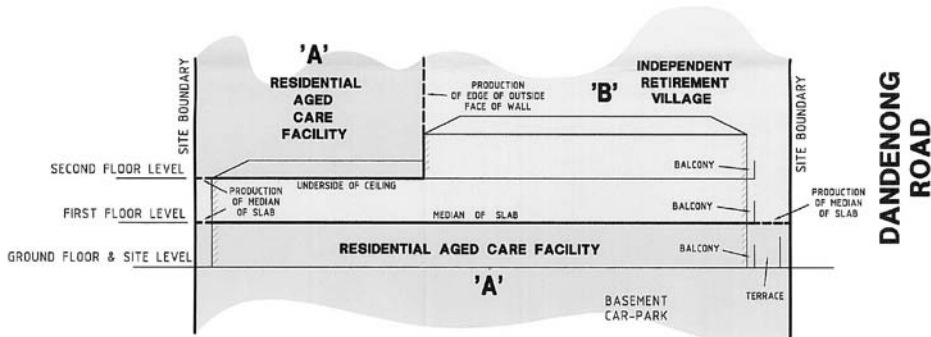 'A'
RESIDENTIAL
AGED
CARE
FACILITY
SITE BOUNDARY
PRODUCTION
OF EDGE OF OUTSIDE
FACE OF WALL
INDEPENDENT
RETIREMENT
VILLAGE
'B'
SITE BOUNDARY
DANDENONG
ROAD
SECOND FLOOR LEVEL
UNDERSIDE OF CEILING
BALCONY
PRODUCTION
OF MEDIAN
OF SLAB
PRODUCTION
OF MEDIAN
OF SLAB
FIRST FLOOR LEVEL
MEDIAN OF SLAB
BALCONY
GROUND FLOOR & SITE LEVEL
RESIDENTIAL AGED CARE FACILITY
BALCONY
'A'
TERRACE
BASEMENT
CAR-PARK